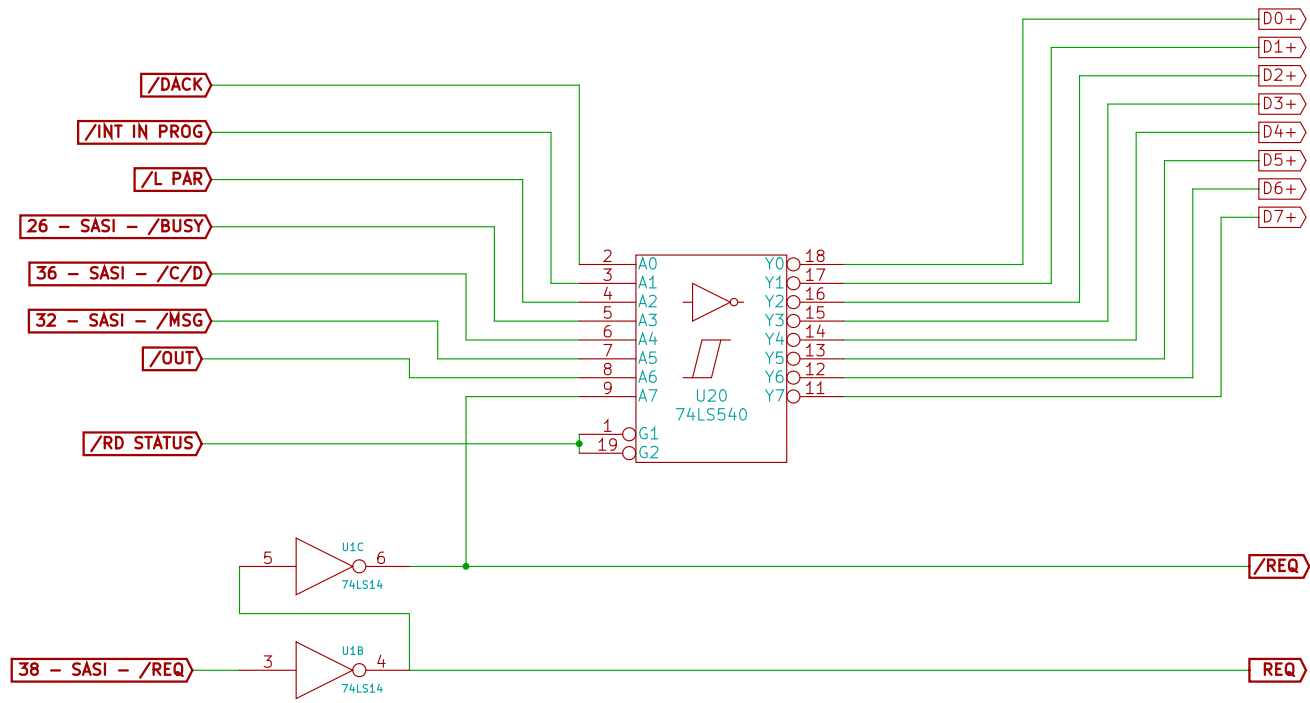 D0+
D1+
D2+
D3+
D4+
D5+
D6+
D7+
/DACK
/INT IN PROG
/L PAR
26 - SASI - /BUSY
36 - SASI - /C/D
32 - SASI - /MSG
/OUT
/RD STATUS
2 A0 Y0 18
3 A1 Y1 17
4 A2 Y2 16
5 A3 Y3 15
6 A4 Y4 14
7 A5 Y5 13
8 A6 Y6 12
9 A7 Y7 11
U20
74LS540
1 G1
19 G2
U1C
5 6
74LS14
/REQ
U1B
38 - SASI - /REQ
3 4
74LS14
REQ